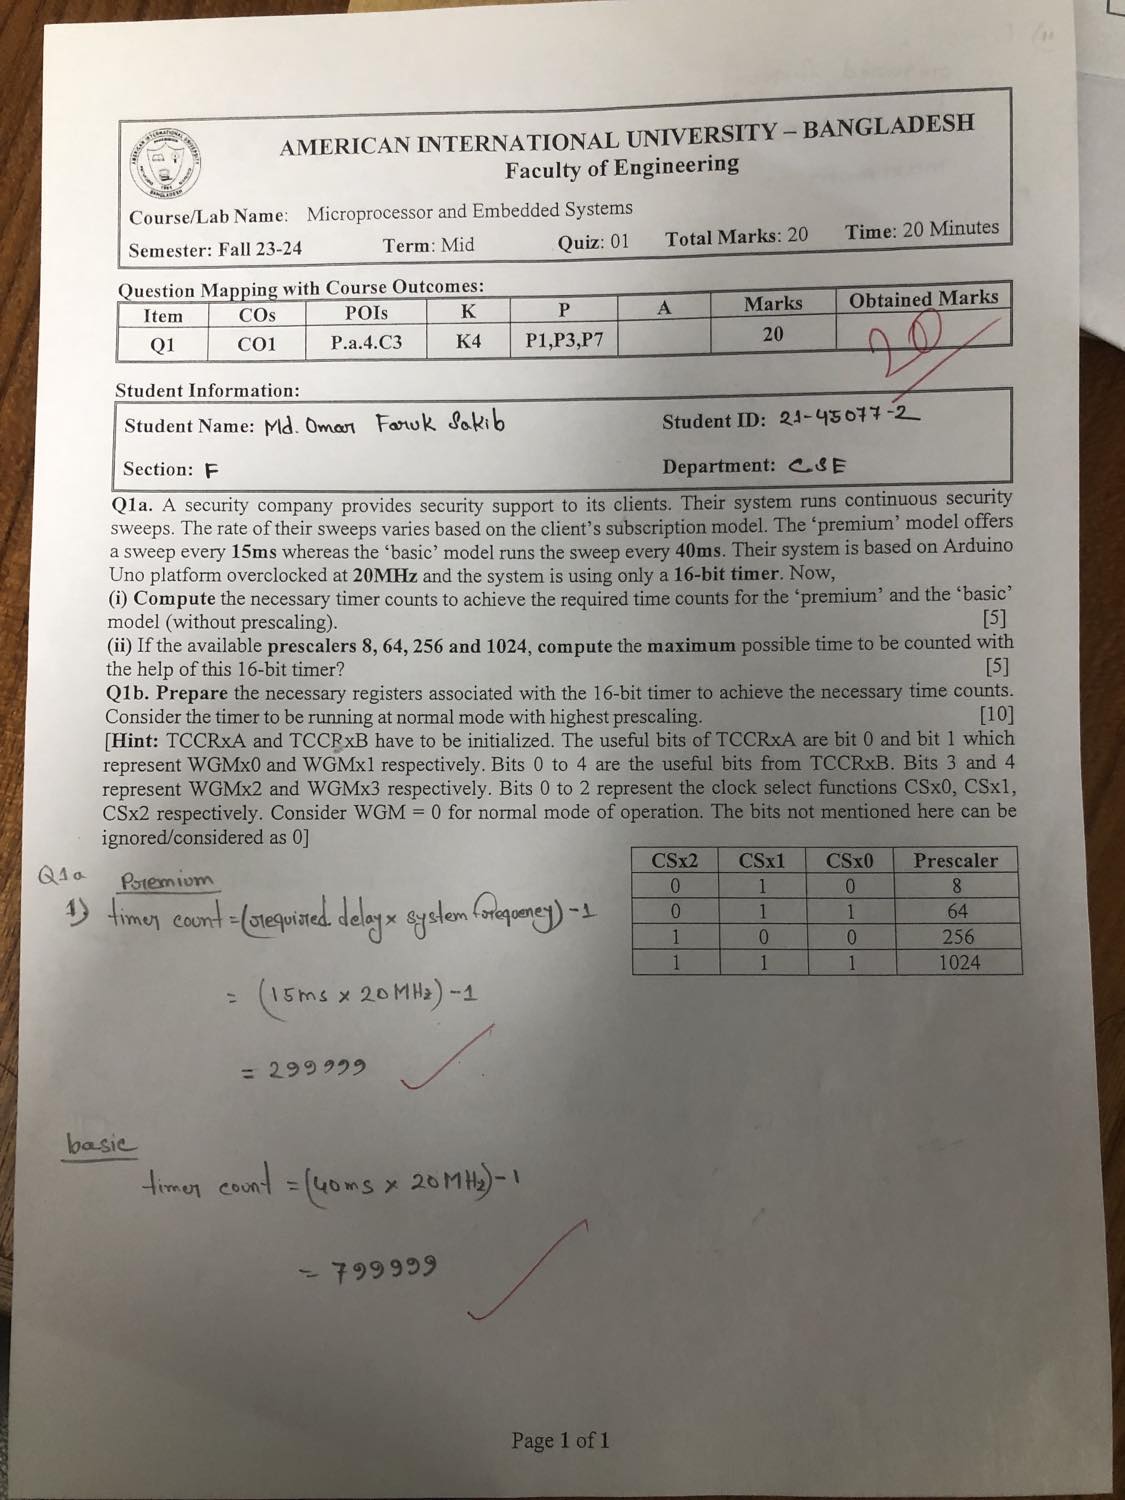 AMERICAN INTERNATIONAL UNIVERSITY – BANGLADESH
Faculty of Engineering
Course/Lab Name: Microprocessor and Embedded Systems
Semester: Fall 23-24 Term: Mid Quiz: 01 Total Marks: 20 Time: 20 Minutes
Question Mapping with Course Outcomes:
Item COs POIs K P A Marks Obtained Marks
Q1 CO1 P.a.4.C3 K4 P1,P3,P7 20 20
Student Information:
Student Name: Md. Omar Faruk Sakib Student ID: 21-45077-2
Section: F Department: CSE
Q1a. A security company provides security support to its clients. Their system runs continuous security
sweeps. The rate of their sweeps varies based on the client's subscription model. The 'premium' model offers
a sweep every 15ms whereas the 'basic' model runs the sweep every 40ms. Their system is based on Arduino
Uno platform overclocked at 20MHz and the system is using only a 16-bit timer. Now,
(i) Compute the necessary timer counts to achieve the required time counts for the 'premium' and the 'basic'
model (without prescaling). [5]
(ii) If the available prescalers 8, 64, 256 and 1024, compute the maximum possible time to be counted with
the help of this 16-bit timer? [5]
Q1b. Prepare the necessary registers associated with the 16-bit timer to achieve the necessary time counts.
Consider the timer to be running at normal mode with highest prescaling. [10]
[Hint: TCCRxA and TCCRxB have to be initialized. The useful bits of TCCRxA are bit 0 and bit 1 which
represent WGMx0 and WGMx1 respectively. Bits 0 to 4 are the useful bits from TCCRxB. Bits 3 and 4
represent WGMx2 and WGMx3 respectively. Bits 0 to 2 represent the clock select functions CSx0, CSx1,
CSx2 respectively. Consider WGM = 0 for normal mode of operation. The bits not mentioned here can be
ignored/considered as 0]
CSx2 CSx1 CSx0 Prescaler
0 1 0 8
0 1 1 64
1 0 0 256
1 1 1 1024
Q1a Premium
1) timer count = (required delay x system frequency) - 1
= (15ms x 20MHz) - 1
= 299999
basic
timer count = (40ms x 20MHz) - 1
= 799999
Page 1 of 1